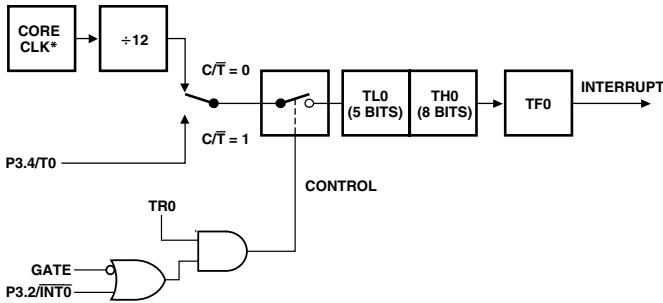 CORE
CLK*
÷12
C/T̅ = 0
C/T̅ = 1
P3.4/T0
TL0
(5 BITS)
TH0
(8 BITS)
TF0
INTERRUPT
CONTROL
TR0
GATE
P3.2/I̅N̅T̅0̅